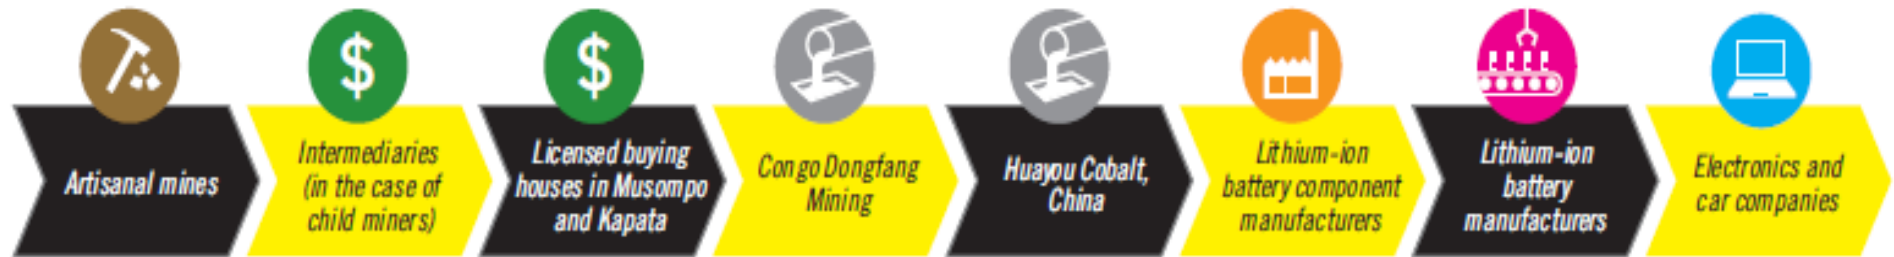 $
$
Artisanal mines
Intermediaries
(in the case of
child miners)
Licensed buying
houses in Musompo
and Kapata
Congo Dongfang
Mining
Huayou Cobalt,
China
Lithium-ion
battery component
manufacturers
Lithium-ion
battery
manufacturers
Electronics and
car companies